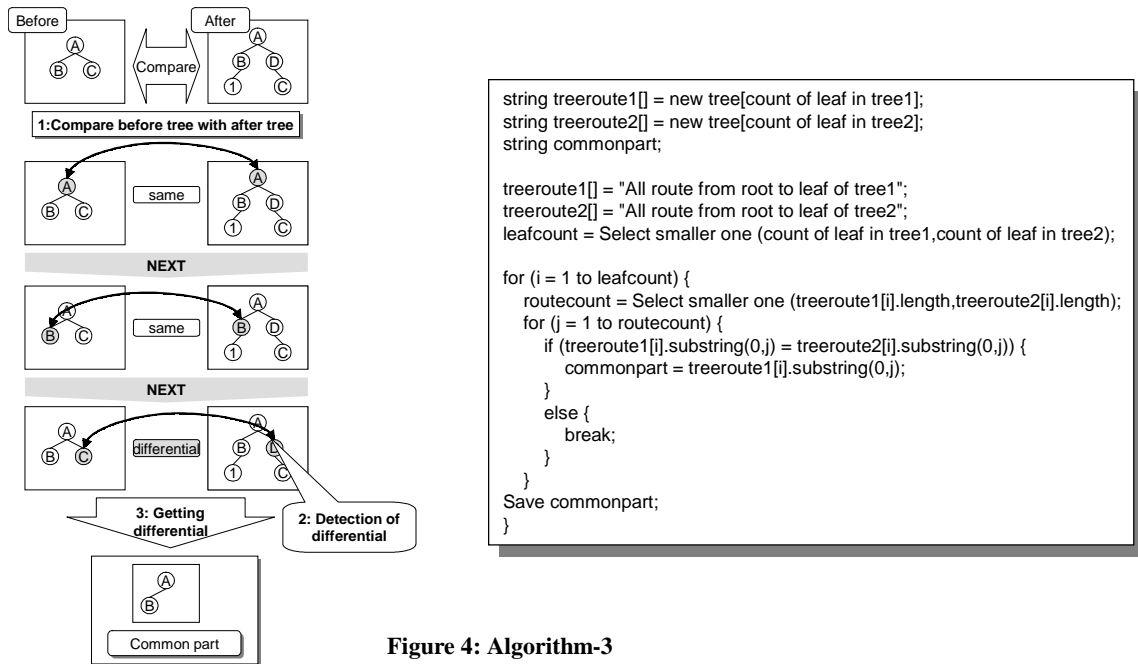 Before
After
A
B C
Compare
A
B D
1 C
1:Compare before tree with after tree
A
B C
same
A
B D
1 C
NEXT
A
B C
same
A
B D
1 C
NEXT
A
B C
differential
A
B D
1 C
3: Getting
differential
2: Detection of
differential
A
B
Common part
string treeroute1[] = new tree[count of leaf in tree1];
string treeroute2[] = new tree[count of leaf in tree2];
string commonpart;
treeroute1[] = "All route from root to leaf of tree1";
treeroute2[] = "All route from root to leaf of tree2";
leafcount = Select smaller one (count of leaf in tree1,count of leaf in tree2);
for (i = 1 to leafcount) {
routecount = Select smaller one (treeroute1[i].length,treeroute2[i].length);
for (j = 1 to routecount) {
if (treeroute1[i].substring(0,j) = treeroute2[i].substring(0,j)) {
commonpart = treeroute1[i].substring(0,j);
}
else {
break;
}
}
Save commonpart;
}
Figure 4: Algorithm-3